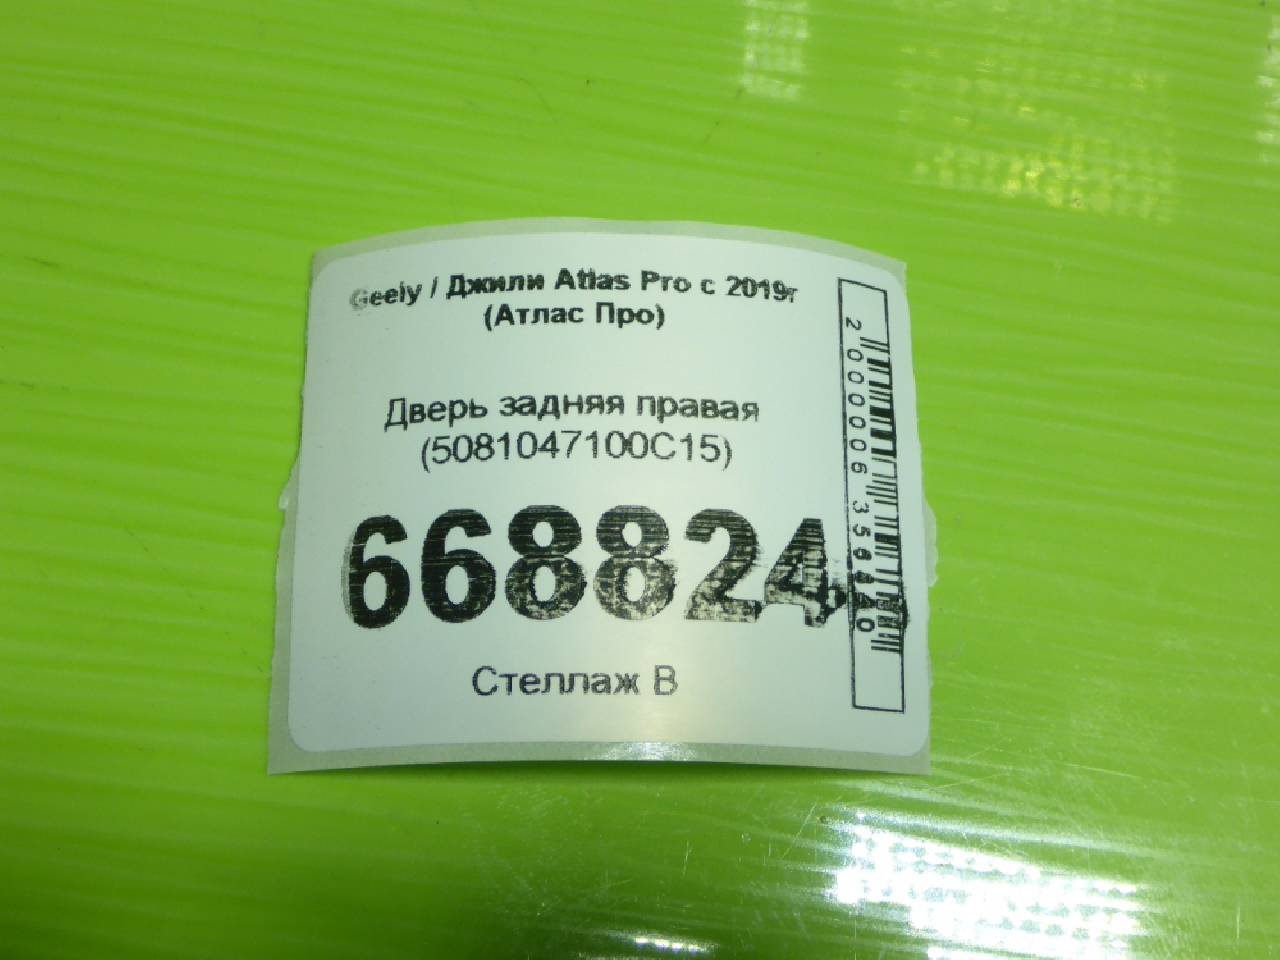 Geely / Джили Atlas Pro с 2019г
(Атлас Про)
Дверь задняя правая
(5081047100C15)
668824
Стеллаж В